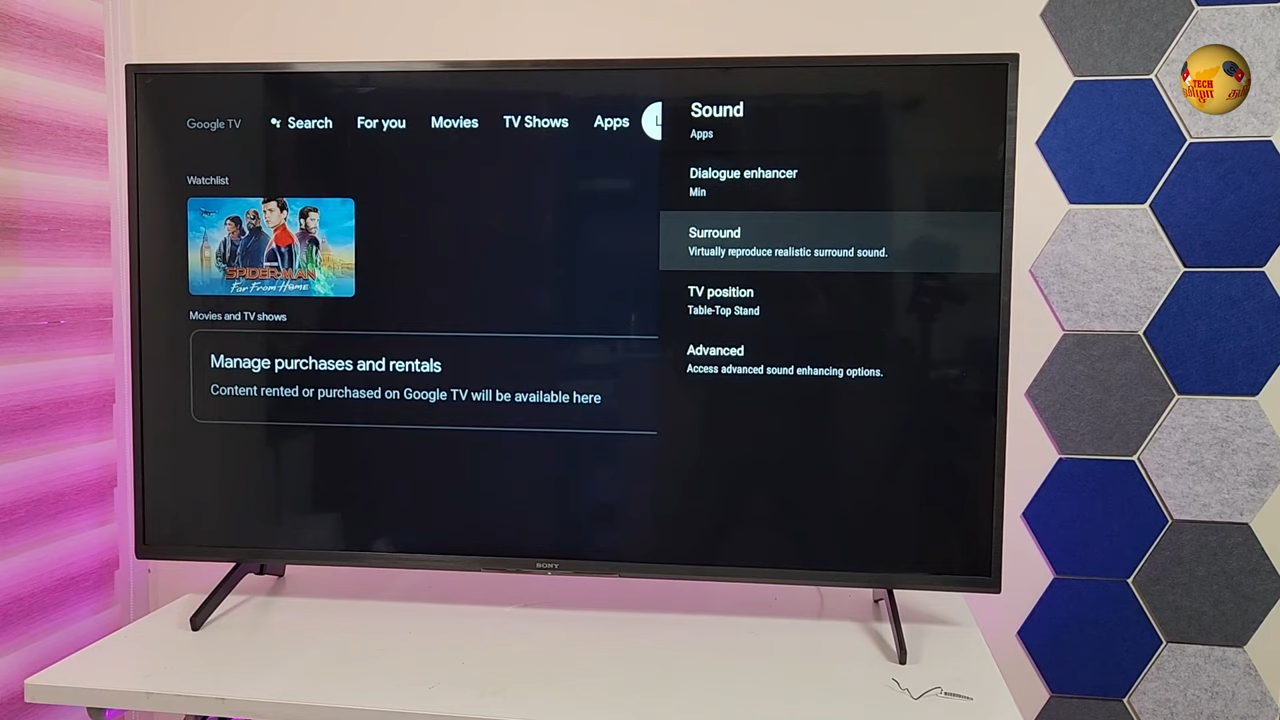 Google TV
Search
For you
Movies
TV Shows
Apps
L
Watchlist
SPIDER-MAN
Far From Home
Movies and TV shows
Manage purchases and rentals
Content rented or purchased on Google TV will be available here
Sound
Apps
Dialogue enhancer
Min
Surround
Virtually reproduce realistic surround sound.
TV position
Table-Top Stand
Advanced
Access advanced sound enhancing options.
SONY
TECH